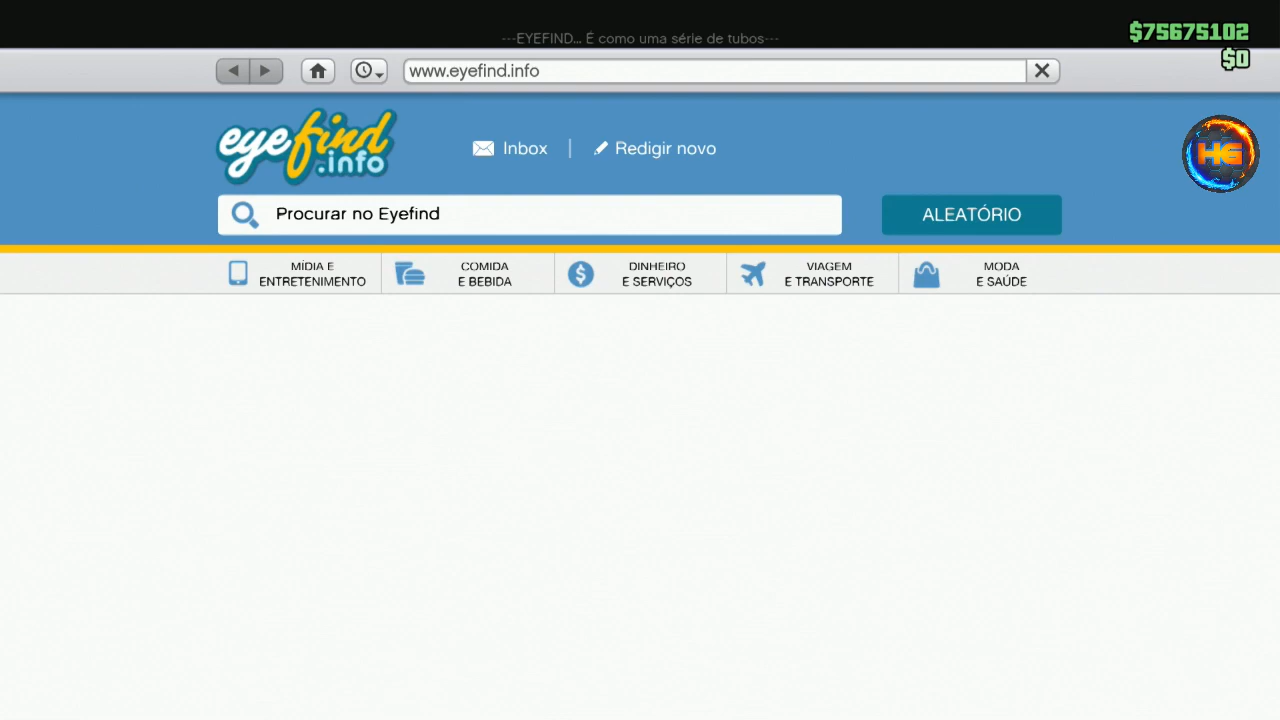 ---EYEFIND... É como uma série de tubos---
$75675102
$0
www.eyefind.info
eyefind.info
Inbox
Redigir novo
HG
Procurar no Eyefind
ALEATÓRIO
MÍDIA E
ENTRETENIMENTO
COMIDA
E BEBIDA
DINHEIRO
E SERVIÇOS
VIAGEM
E TRANSPORTE
MODA
E SAÚDE